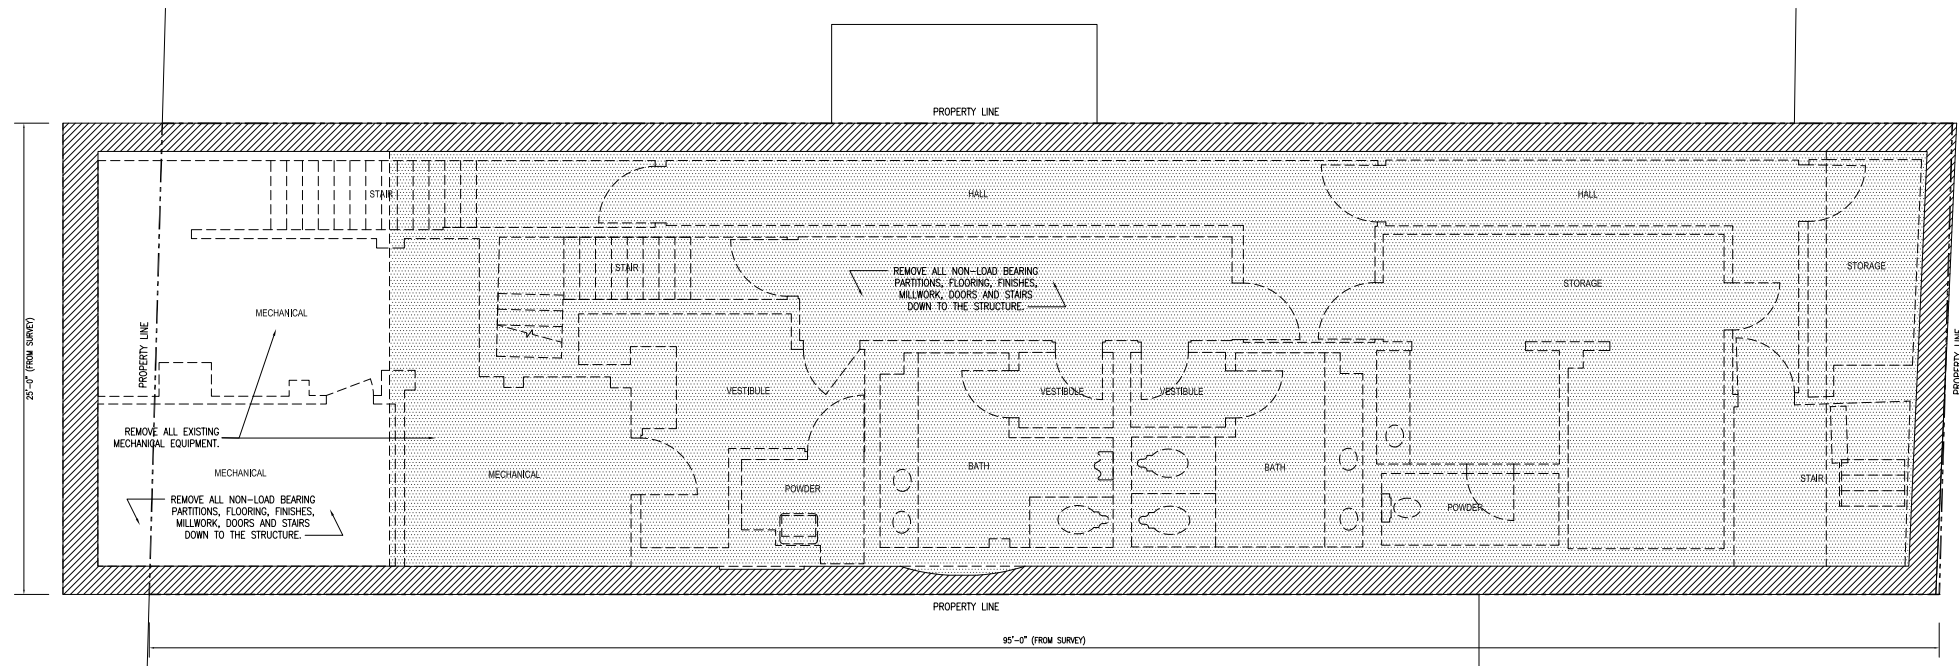 PROPERTY LINE
STAIR
HALL
HALL
STAIR
REMOVE ALL NON-LOAD BEARING
PARTITIONS, FLOORING, FINISHES,
MILLWORK, DOORS AND STAIRS
DOWN TO THE STRUCTURE.
STORAGE
STORAGE
MECHANICAL
25'-0" (FROM SURVEY)
PROPERTY LINE
PROPERTY LINE
VESTIBULE
VESTIBULE
VESTIBULE
REMOVE ALL EXISTING
MECHANICAL EQUIPMENT.
MECHANICAL
MECHANICAL
POWDER
BATH
BATH
POWDER
STAIR
REMOVE ALL NON-LOAD BEARING
PARTITIONS, FLOORING, FINISHES,
MILLWORK, DOORS AND STAIRS
DOWN TO THE STRUCTURE.
PROPERTY LINE
95'-0" (FROM SURVEY)